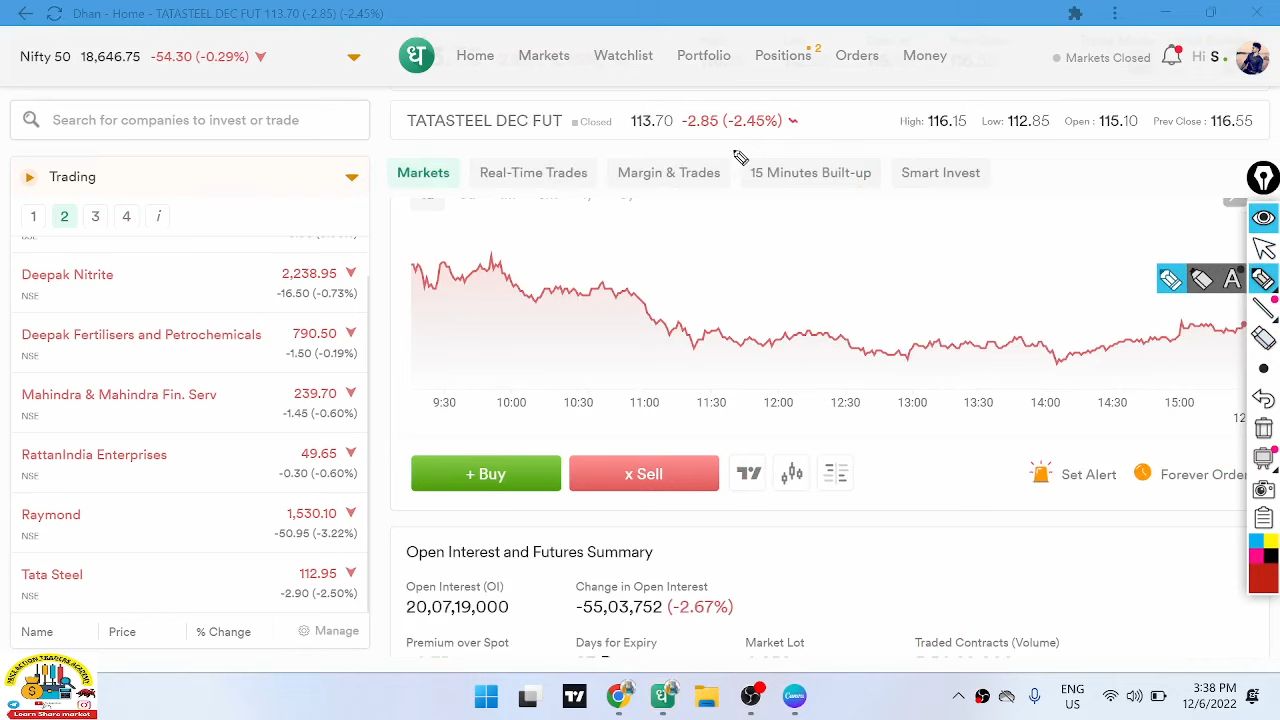 Dhan - TATASTEEL DEC FUT 113.70 (-2.85) (-2.45%)
Nifty 50 18,646.75 -54.30 (-0.29%)
ध
Home Markets Watchlist Portfolio Positions 2 Orders Money
Markets Closed Hi S
Search for companies to invest or trade
TATASTEEL DEC FUT Closed 113.70 -2.85 (-2.45%) High: 116.15 Low: 112.85 Open : 115.10 Prev Close : 116.55
Trading
Markets Real-Time Trades Margin & Trades 15 Minutes Built-up Smart Invest
1 2 3 4 i
Deepak Nitrite 2,238.95
NSE -16.50 (-0.73%)
Deepak Fertilisers and Petrochemicals 790.50
NSE -1.50 (-0.19%)
Mahindra & Mahindra Fin. Serv 239.70
NSE -1.45 (-0.60%)
RattanIndia Enterprises 49.65
NSE -0.30 (-0.60%)
Raymond 1,530.10
NSE -50.95 (-3.22%)
Tata Steel 112.95
NSE -2.90 (-2.50%)
Name Price % Change Manage
A
9:30 10:00 10:30 11:00 11:30 12:00 12:30 13:00 13:30 14:00 14:30 15:00
12
+ Buy x Sell Set Alert Forever Order
Open Interest and Futures Summary
Open Interest (OI) Change in Open Interest
20,07,19,000 -55,03,752 (-2.67%)
Premium over Spot Days for Expiry Market Lot Traded Contracts (Volume)
Learn Sharemarket
ENG
US
3:38 PM
12/6/2022